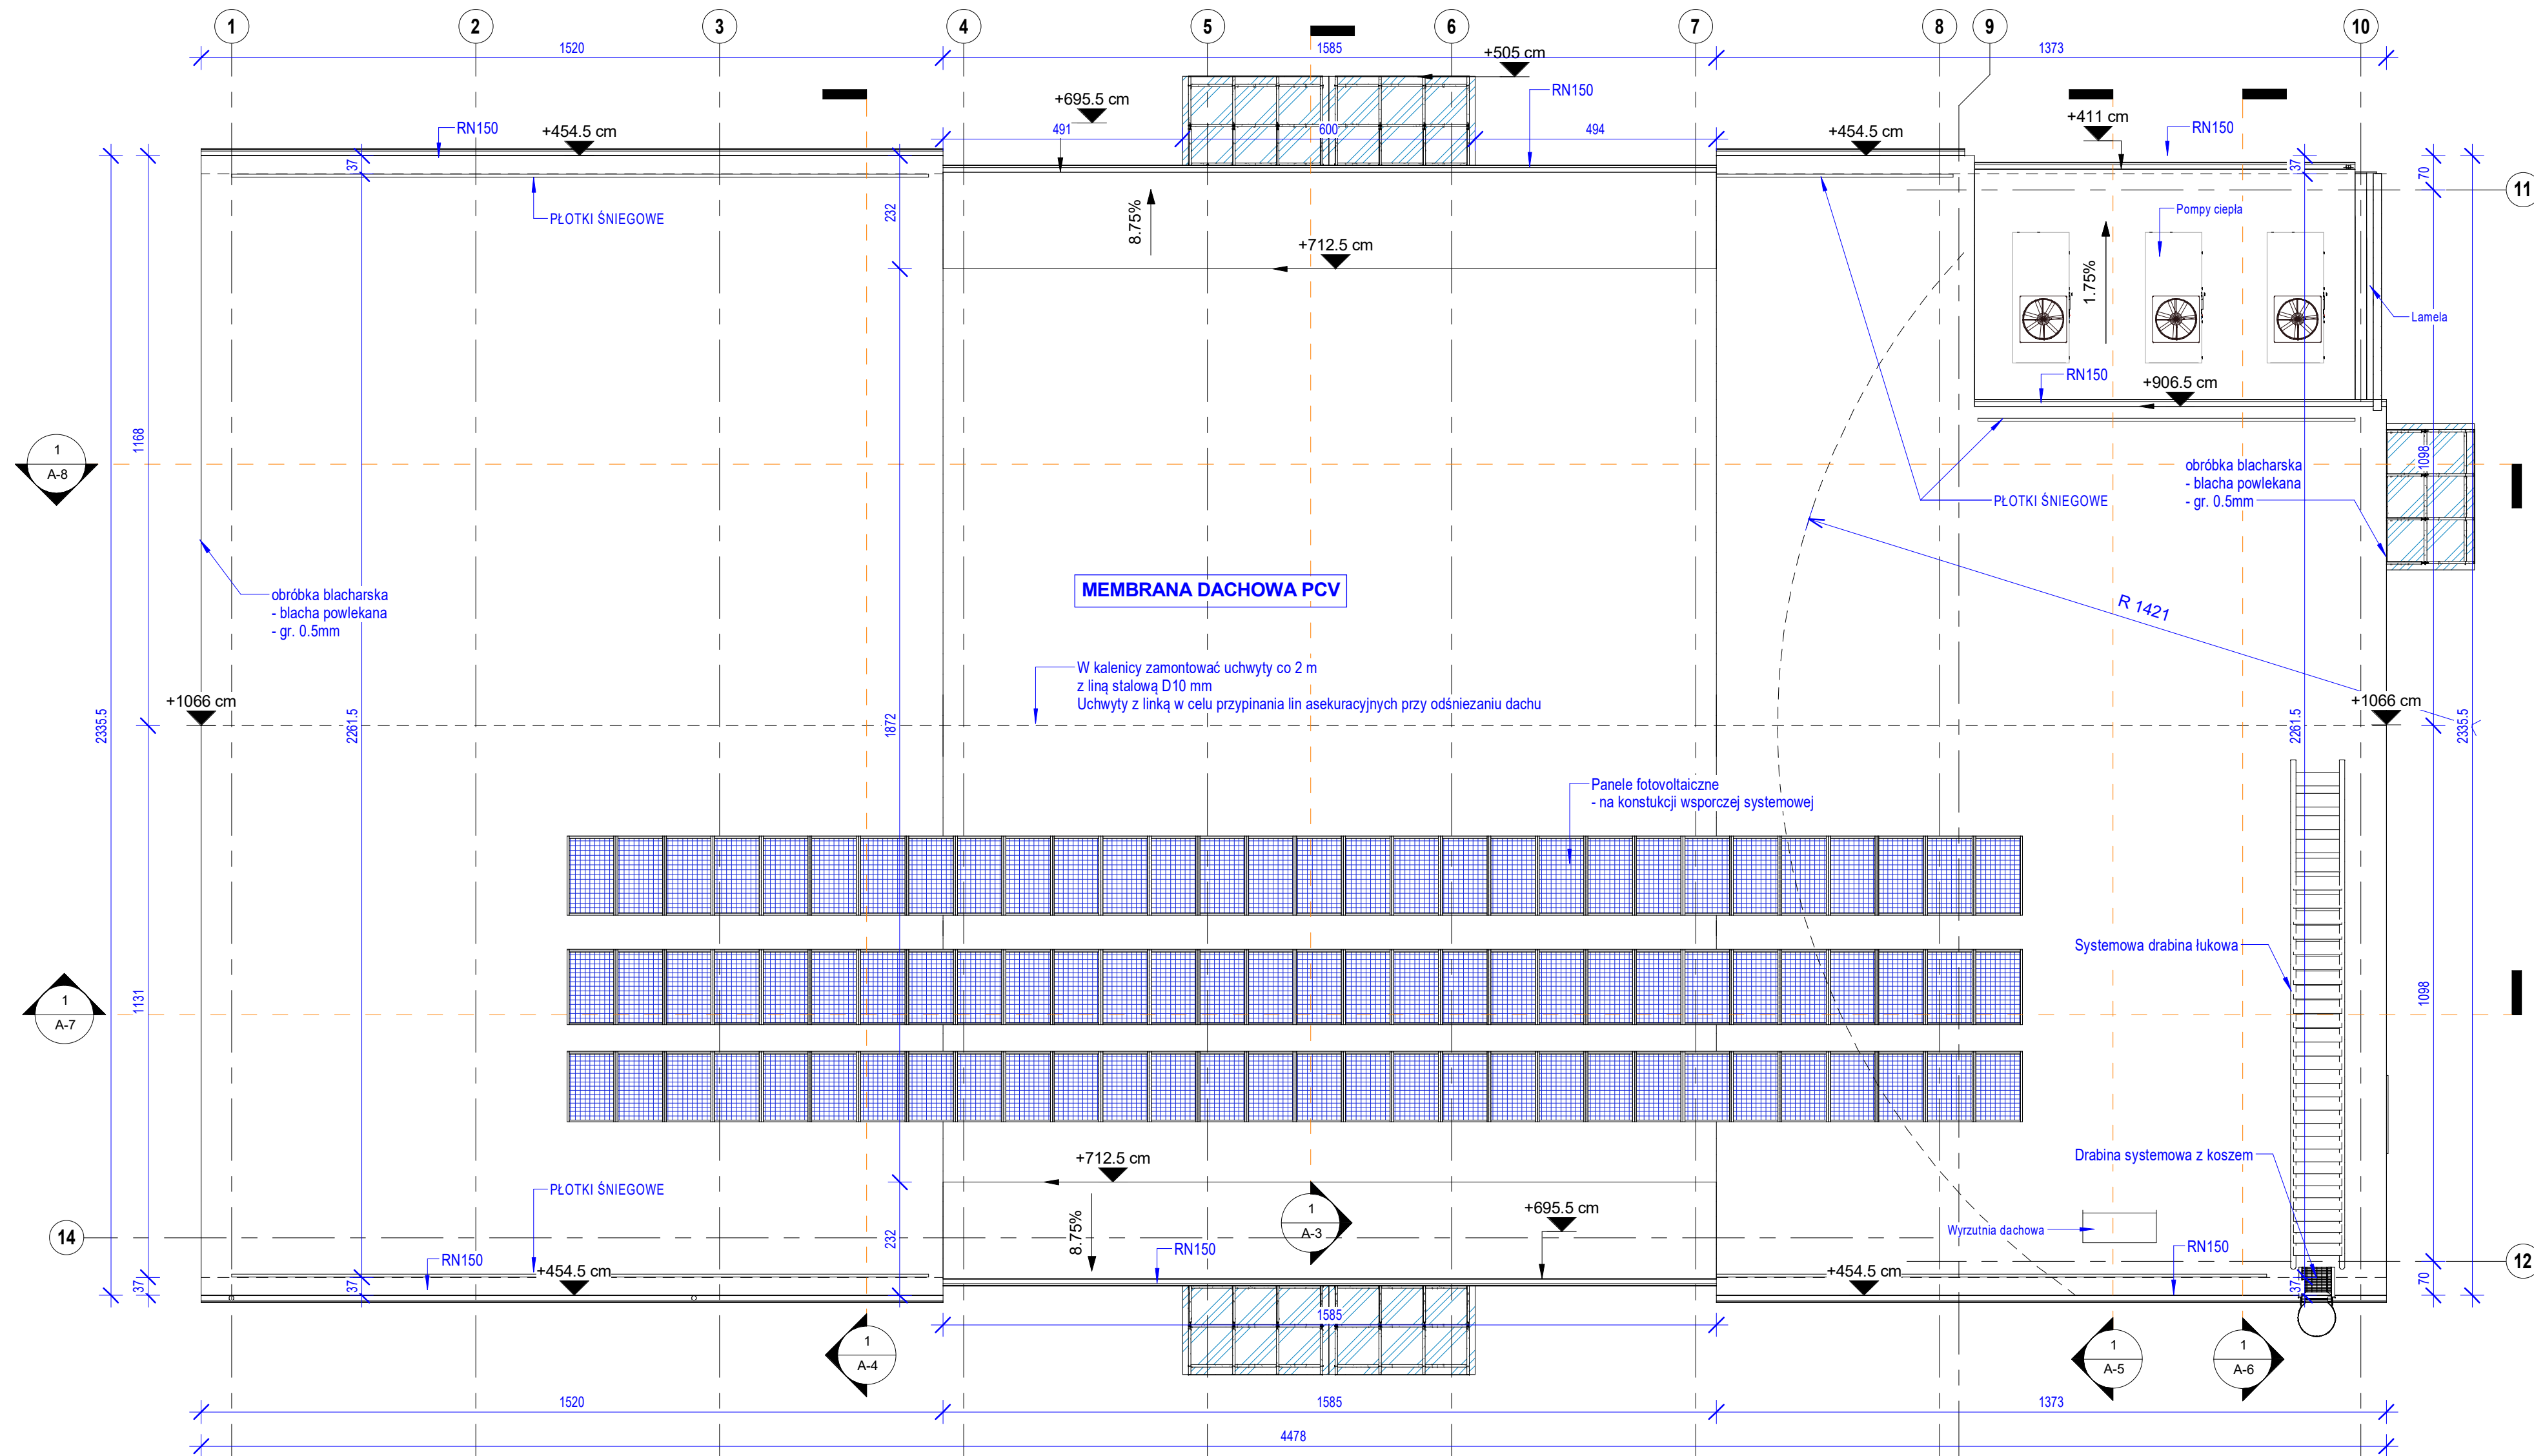 1
2
3
4
5
6
7
8
9
10
1520
1585
1373
+505 cm
+695.5 cm
RN150
491
600
494
RN150
+454.5 cm
+454.5 cm
+411 cm
RN150
37
37
70
11
PŁOTKI ŚNIEGOWE
232
8.75%
+712.5 cm
Pompy ciepła
1.75%
Lamela
RN150
+906.5 cm
1168
1
A-8
1098
obróbka blacharska
- blacha powlekana
- gr. 0.5mm
PŁOTKI ŚNIEGOWE
obróbka blacharska
- blacha powlekana
- gr. 0.5mm
MEMBRANA DACHOWA PCV
R 1421
W kalenicy zamontować uchwyty co 2 m
z liną stalową D10 mm
Uchwyty z linką w celu przypinania lin asekuracyjnych przy odśniezaniu dachu
+1066 cm
+1066 cm
2335.5
2261.5
1872
2261.5
2335.5
Panele fotowoltaiczne
- na konstukcji wsporczej systemowej
Systemowa drabina łukowa
1
A-7
1131
1098
+712.5 cm
Drabina systemowa z koszem
PŁOTKI ŚNIEGOWE
8.75%
1
A-3
+695.5 cm
Wyrzutnia dachowa
14
232
RN150
RN150
RN150
12
37
37
+454.5 cm
+454.5 cm
37
70
1585
1
A-4
1
A-5
1
A-6
1520
1585
1373
4478